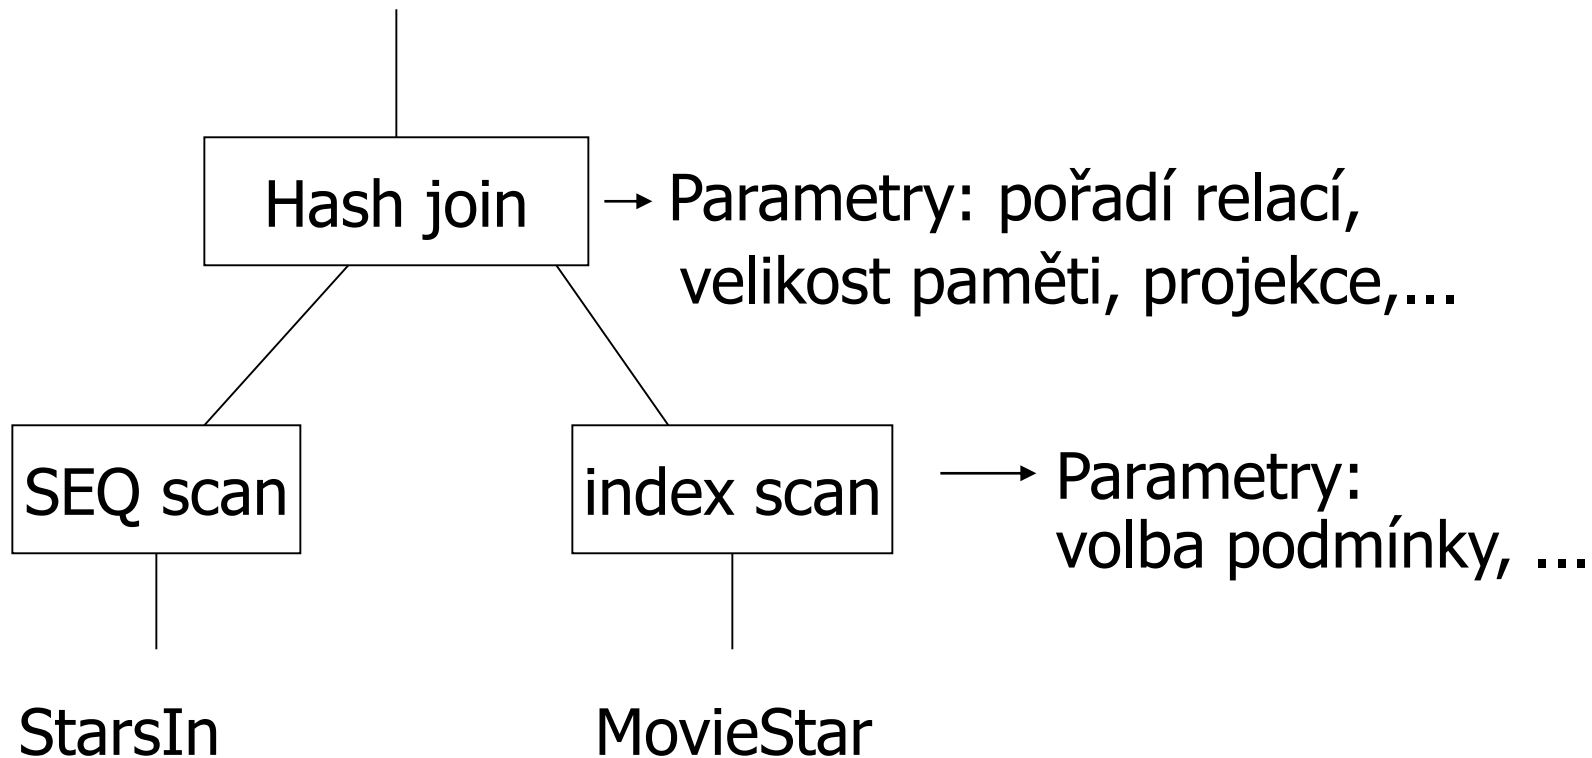 Hash join
Parametry: pořadí relací,
velikost paměti, projekce,...
SEQ scan
index scan
Parametry:
volba podmínky, ...
StarsIn
MovieStar